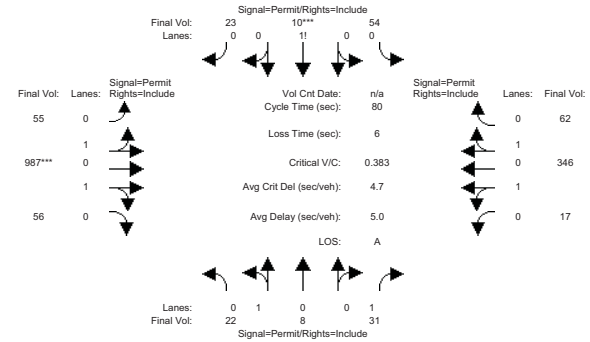 Signal=Permit/Rights=Include
Final Vol: 23 10*** 54
Lanes: 0 0 1! 0 0
Signal=Permit Signal=Permit
Final Vol: Lanes: Rights=Include Vol Cnt Date: n/a Rights=Include Lanes: Final Vol:
Cycle Time (sec): 80
55 0 0 62
Loss Time (sec): 6
1 1
987*** 0 Critical V/C: 0.383 0 346
1 Avg Crit Del (sec/veh): 4.7 1
56 0 Avg Delay (sec/veh): 5.0 0 17
LOS: A
Lanes: 0 1 0 0 1
Final Vol: 22 8 31
Signal=Permit/Rights=Include